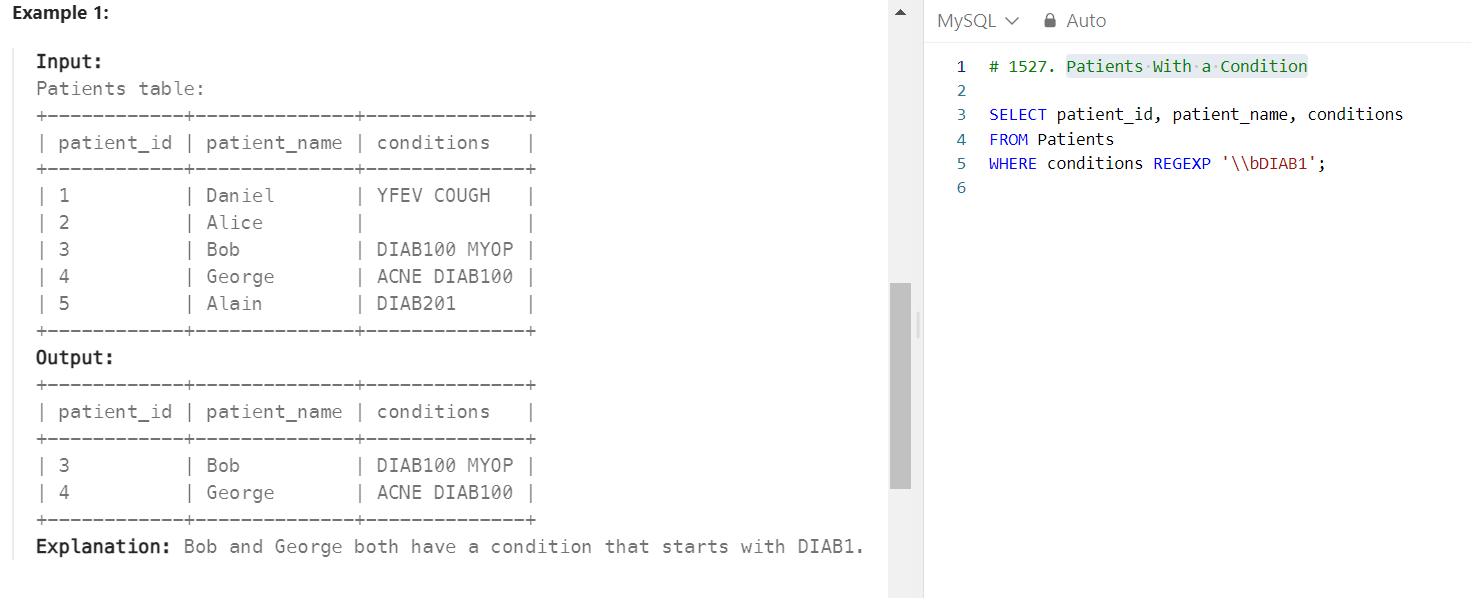 Example 1:
Input:
Patients table:
+------------+--------------+--------------+
| patient_id | patient_name | conditions   |
+------------+--------------+--------------+
| 1          | Daniel       | YFEV COUGH   |
| 2          | Alice        |              |
| 3          | Bob          | DIAB100 MYOP |
| 4          | George       | ACNE DIAB100 |
| 5          | Alain        | DIAB201      |
+------------+--------------+--------------+
Output:
+------------+--------------+--------------+
| patient_id | patient_name | conditions   |
+------------+--------------+--------------+
| 3          | Bob          | DIAB100 MYOP |
| 4          | George       | ACNE DIAB100 |
+------------+--------------+--------------+
Explanation: Bob and George both have a condition that starts with DIAB1.
MySQL Auto
1 # 1527. Patients With a Condition
2
3 SELECT patient_id, patient_name, conditions
4 FROM Patients
5 WHERE conditions REGEXP '\\bDIAB1';
6